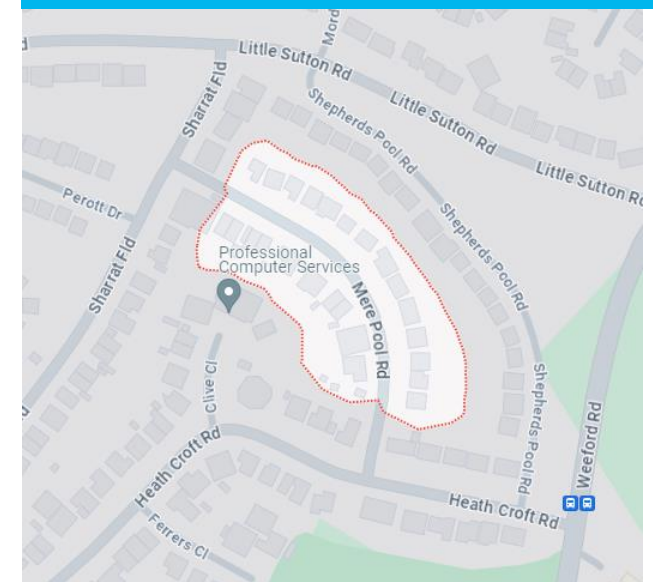 Mord
Little Sutton Rd
Sharrat Fld
Shepherds Pool Rd
Little Sutton Rd
Little Sutton
Perott Dr
Shepherds Pool Rd
Professional
Computer Services
Sharrat Fld
Mere Pool Rd
Clive Cl
Shepherds Pool Rd
Weeford Rd
Heath Croft Rd
Heath Croft Rd
Ferrers Cl